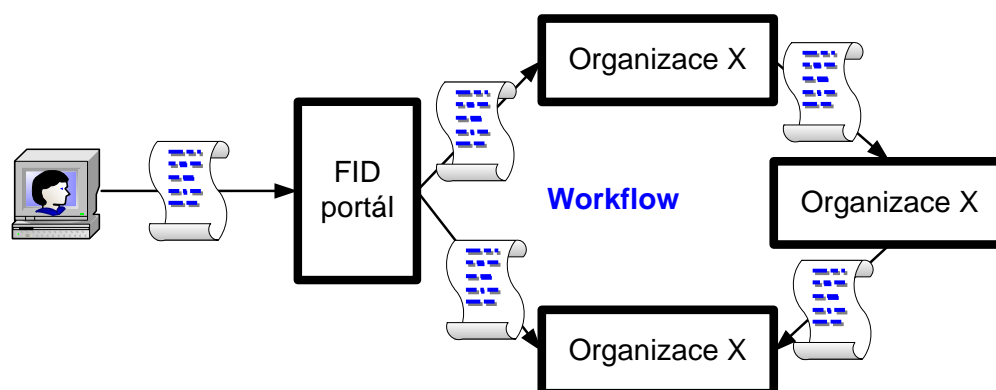 Organizace X
FID
portál
Workflow
Organizace X
Organizace X